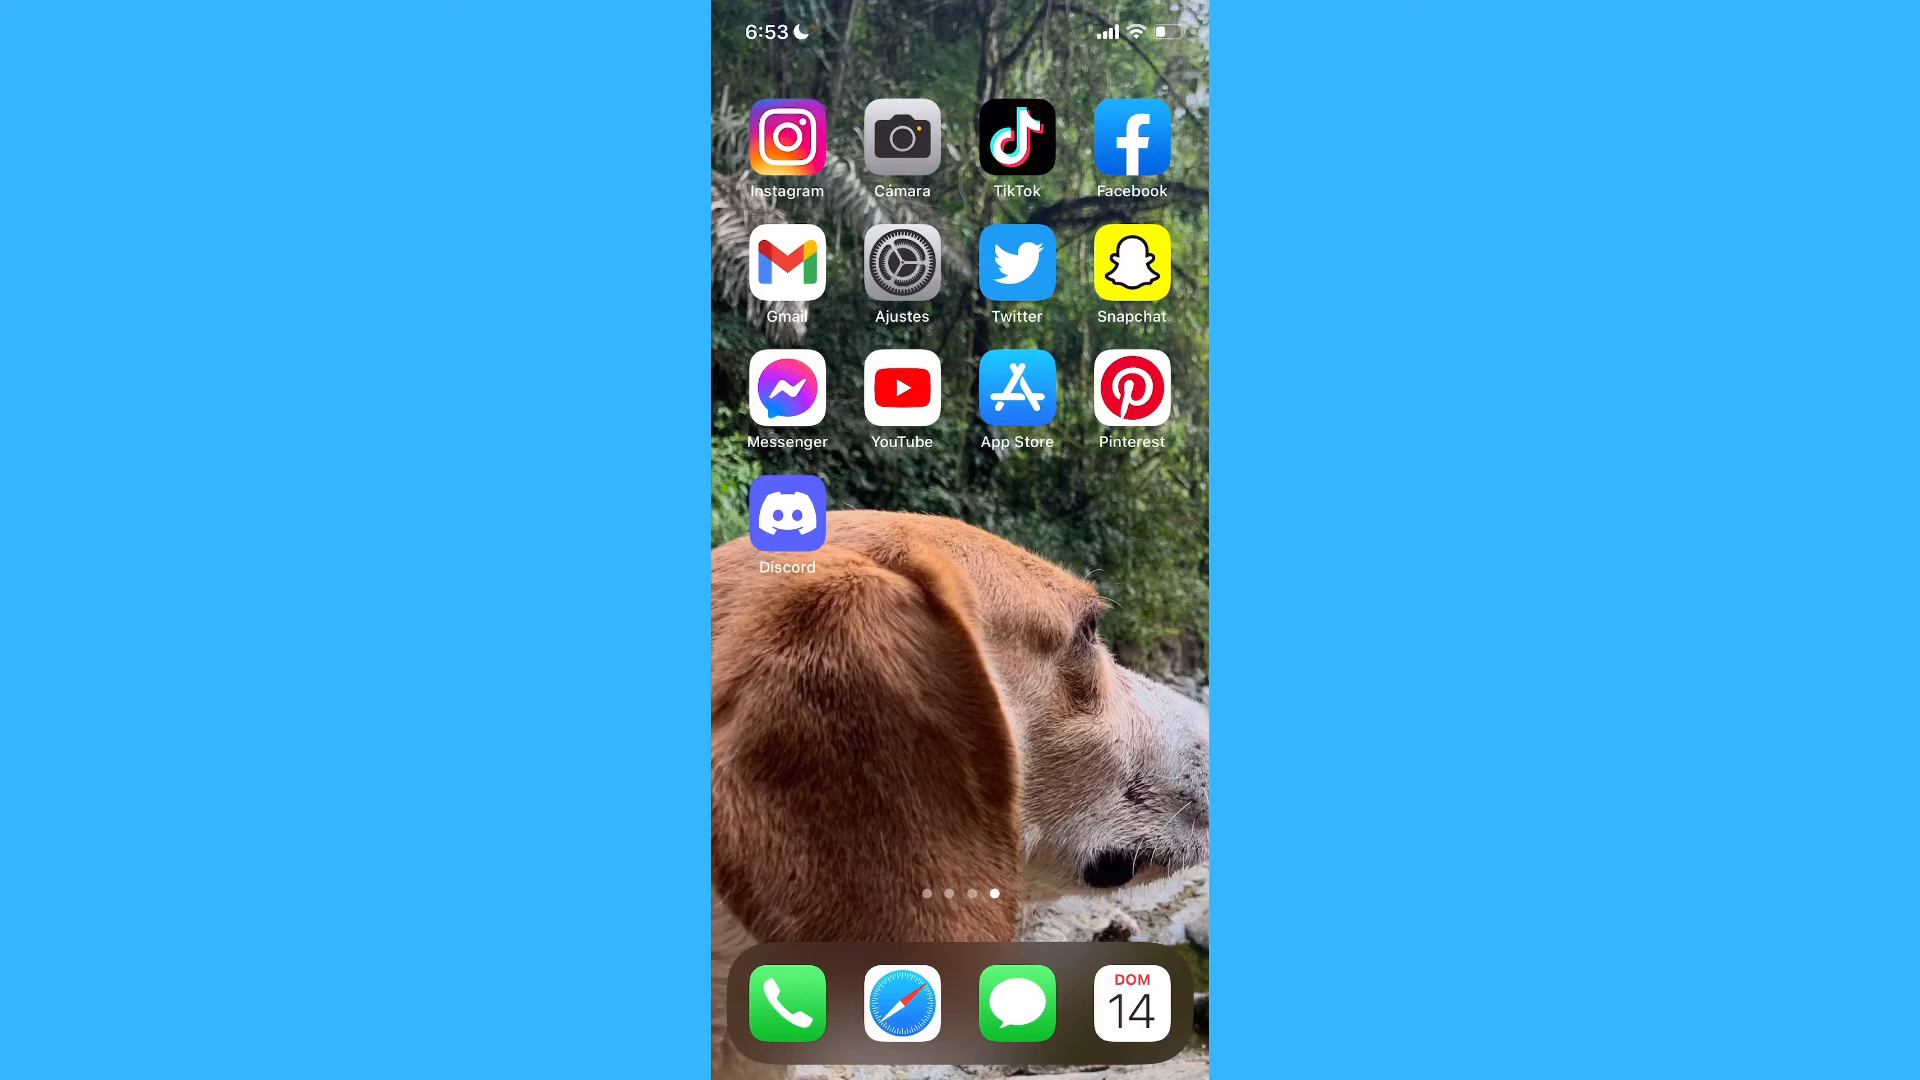 6:53
Instagram
Cámara
TikTok
Facebook
Gmail
Ajustes
Twitter
Snapchat
Messenger
YouTube
App Store
Pinterest
Discord
DOM
14